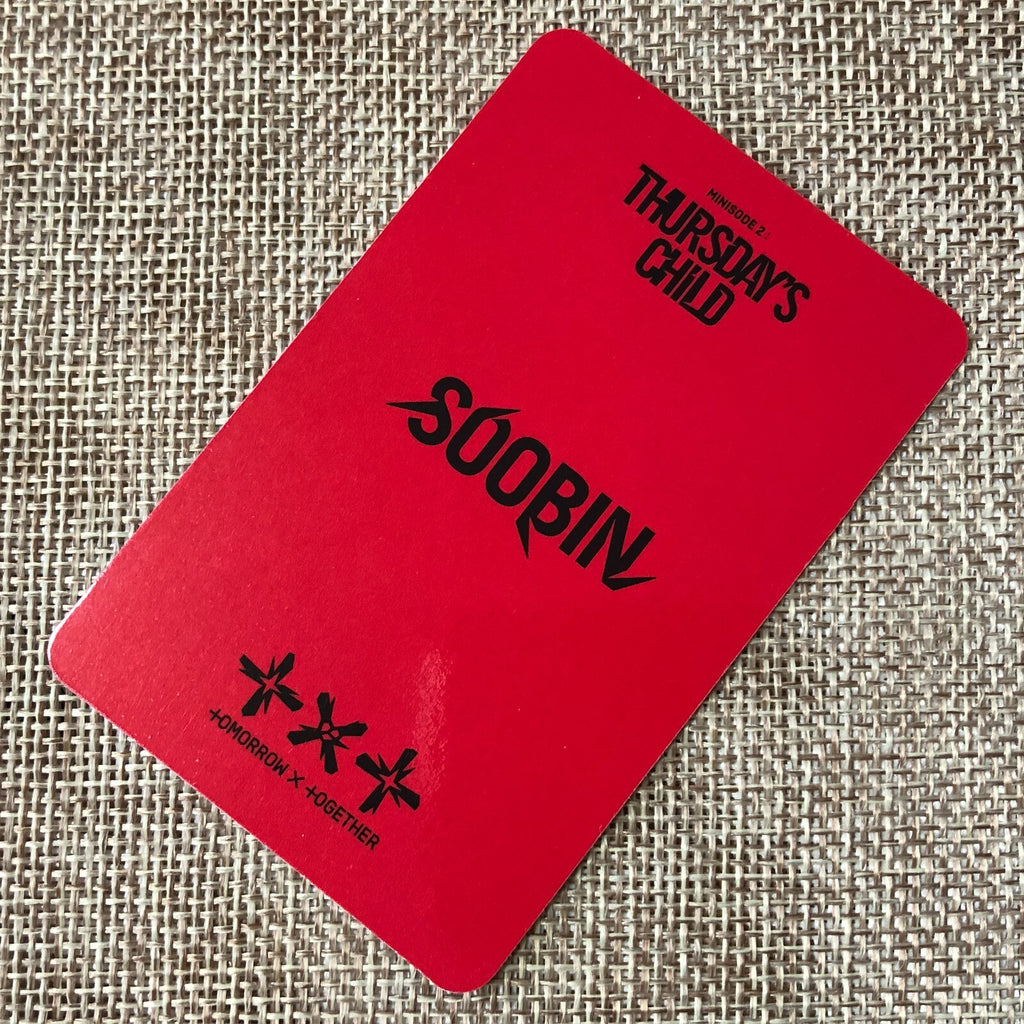 MINISODE 2:
THURSDAY'S
CHiLD
SOOBIN
tOMORROW × tOGETHER